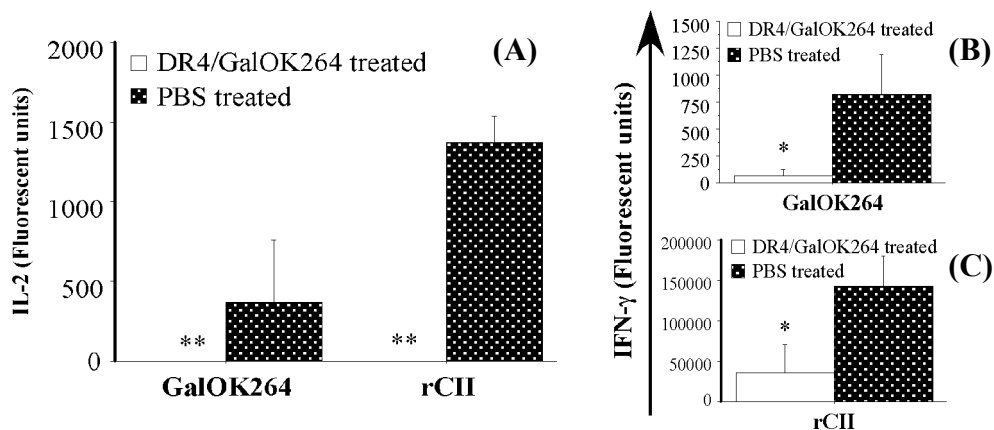 (A)
IL-2 (Fluorescent units)
2000
1500
1000
500
0
DR4/GalOK264 treated
PBS treated
**
**
GalOK264
rCII
IFN-γ (Fluorescent units)
(B)
1500
1250
1000
750
500
250
0
DR4/GalOK264 treated
PBS treated
*
GalOK264
(C)
200000
150000
100000
50000
0
DR4/GalOK264 treated
PBS treated
*
rCII